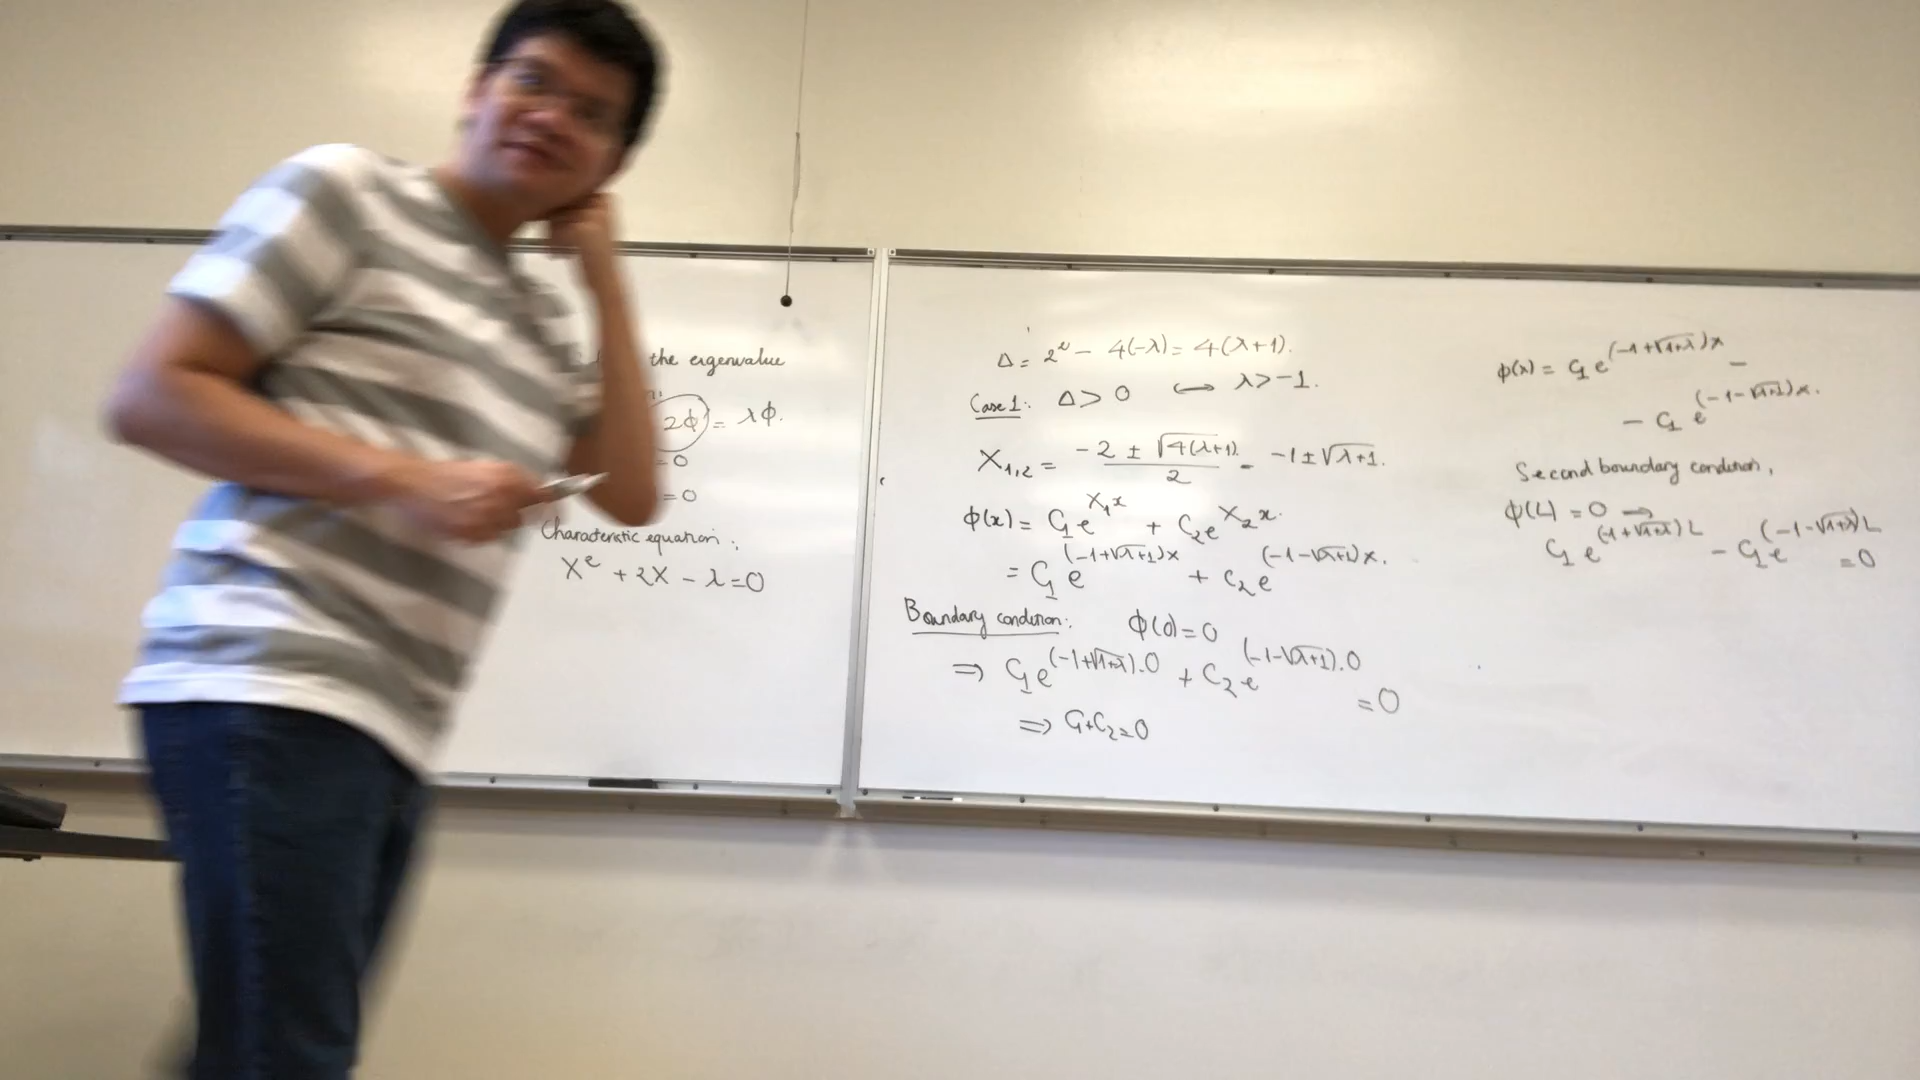 the eigenvalue
2ϕ = λϕ.
= 0
= 0
Characteristic equation:
X² + 2X − λ = 0
Δ = 2² − 4(−λ) = 4(λ+1).
Case 1: Δ > 0 ⟷ λ > −1.
X₁,₂ = (−2 ± √4(λ+1))/2 = −1 ± √λ+1.
ϕ(x) = C₁e^(X₁x) + C₂e^(X₂x).
= C₁e^((−1+√λ+1)x) + C₂e^((−1−√λ+1)x).
Boundary condition: ϕ(0) = 0
⇒ C₁e^((−1+√1+λ).0) + C₂e^((−1−√λ+1).0) = 0
⇒ C₁+C₂=0
ϕ(x) = C₁e^((−1+√1+λ)x) −
− C₁e^((−1−√λ+1)x).
Second boundary condition,
ϕ(L) = 0 →
C₁e^((−1+√1+λ)L) − C₁e^((−1−√1+λ)L) = 0